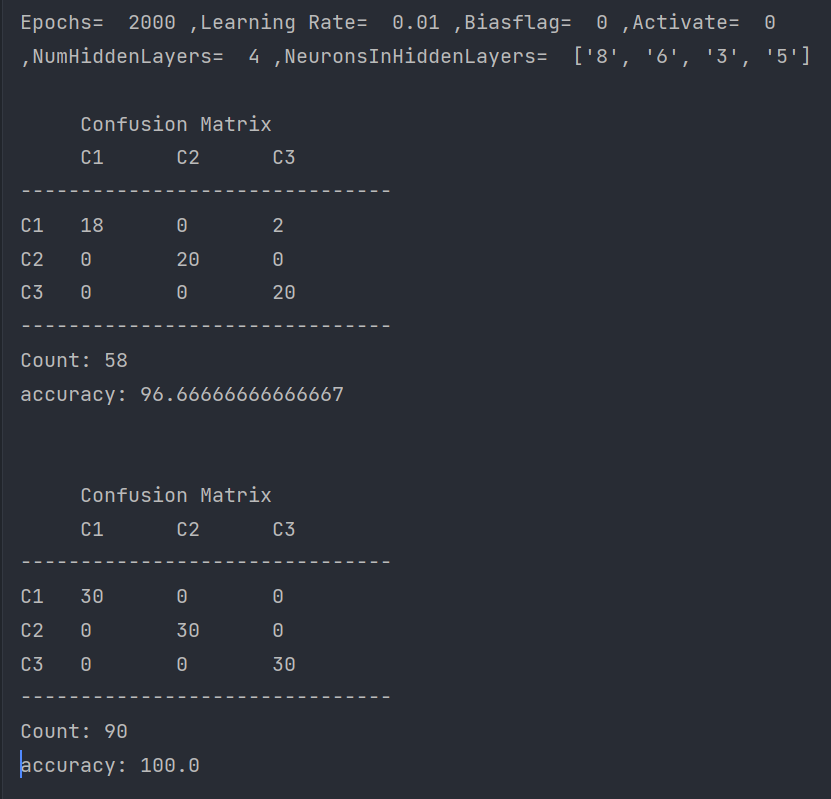 Epochs=  2000 ,Learning Rate=  0.01 ,Biasflag=  0 ,Activate=  0
,NumHiddenLayers=  4 ,NeuronsInHiddenLayers=  ['8', '6', '3', '5']
     Confusion Matrix
     C1      C2      C3
-------------------------------
C1   18      0       2
C2   0       20      0
C3   0       0       20
-------------------------------
Count: 58
accuracy: 96.66666666666667
     Confusion Matrix
     C1      C2      C3
-------------------------------
C1   30      0       0
C2   0       30      0
C3   0       0       30
-------------------------------
Count: 90
accuracy: 100.0